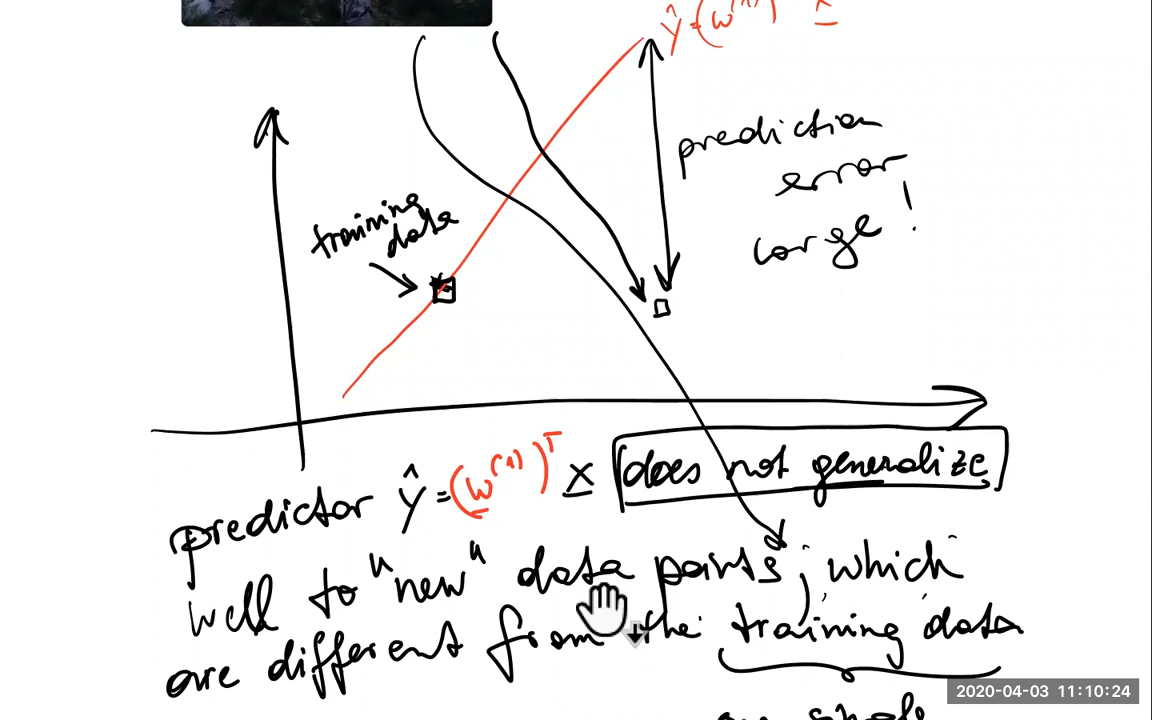 ŷ = (w^(1)) x
prediction
error
large!
training
data
predictor ŷ = (w^(1))^T x does not generalize
well to "new" data points, which
are different from the training data
2020-04-03 11:10:24